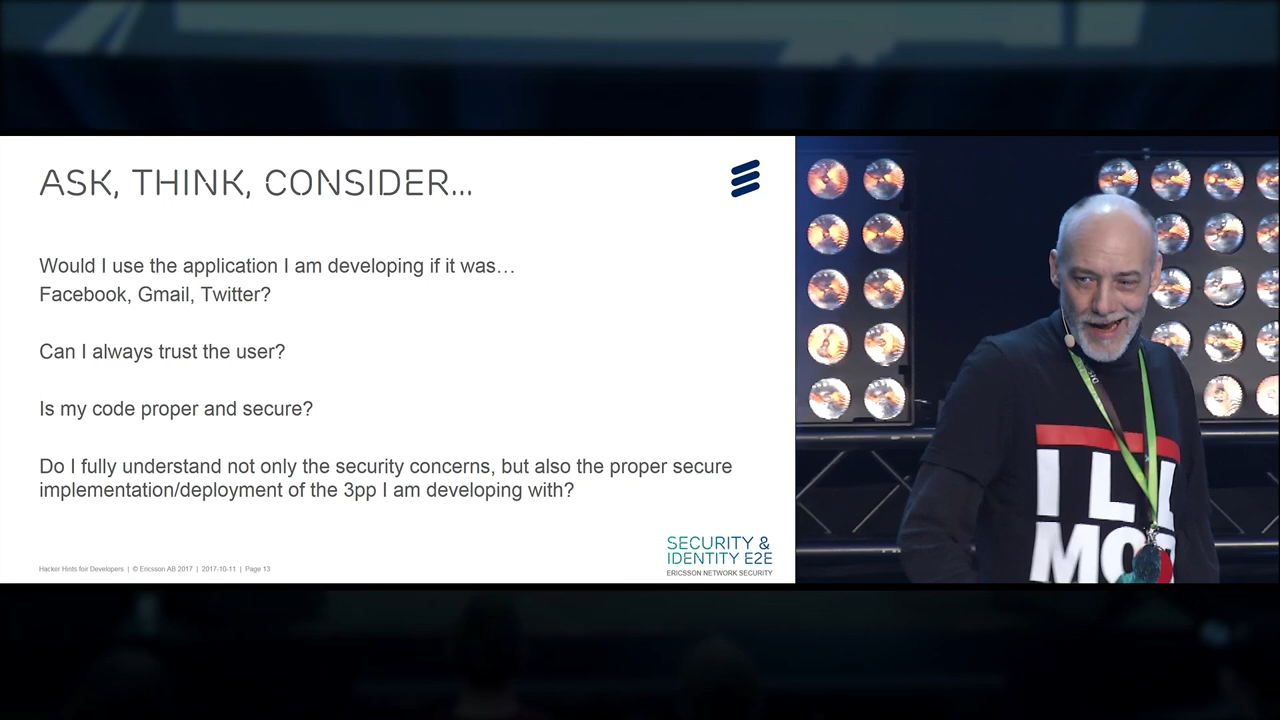 ASK, THINK, CONSIDER...
Would I use the application I am developing if it was…
Facebook, Gmail, Twitter?
Can I always trust the user?
Is my code proper and secure?
Do I fully understand not only the security concerns, but also the proper secure
implementation/deployment of the 3pp I am developing with?
SECURITY &
IDENTITY E2E
ERICSSON NETWORK SECURITY
Hacker Hints foir Developers | © Ericsson AB 2017 | 2017-10-11 | Page 13
ILL